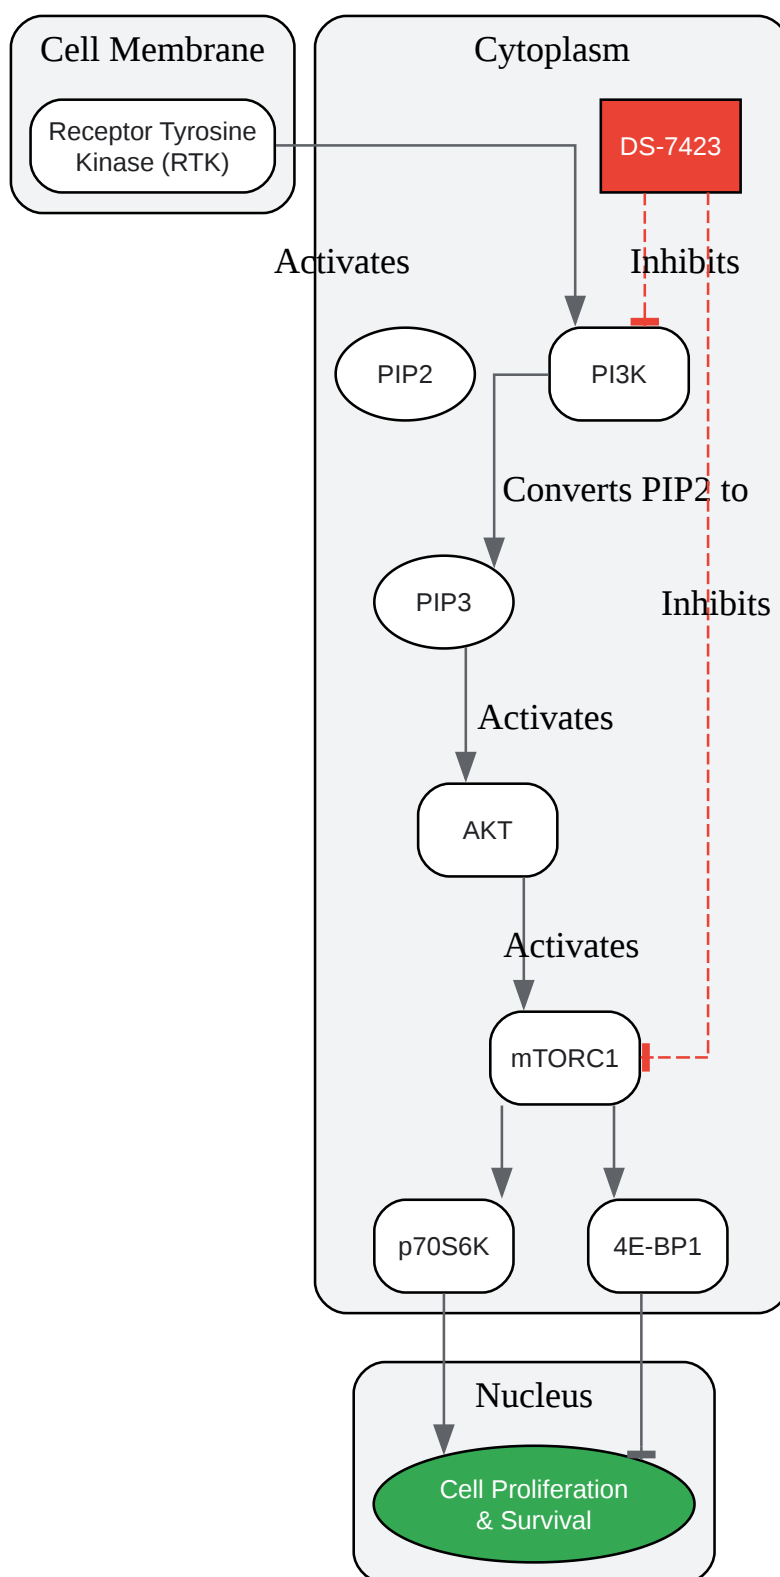 Cell Membrane
Cytoplasm
Receptor Tyrosine
Kinase (RTK)
DS-7423
Activates
Inhibits
PIP2
PI3K
Converts PIP2 to
PIP3
Inhibits
Activates
AKT
Activates
mTORC1
p70S6K
4E-BP1
Nucleus
Cell Proliferation
& Survival